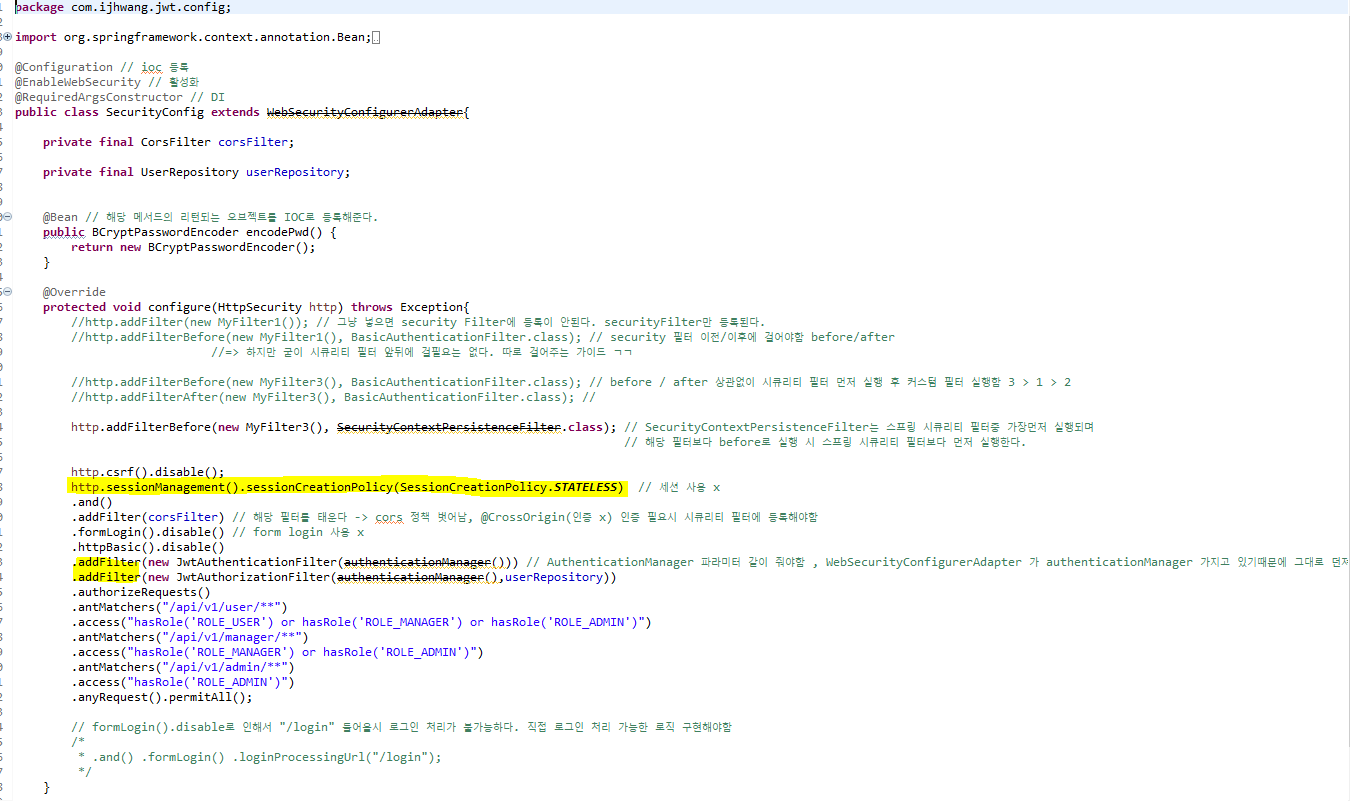 package com.ijhwang.jwt.config;
import org.springframework.context.annotation.Bean;
@Configuration // ioc 등록
@EnableWebSecurity // 활성화
@RequiredArgsConstructor // DI
public class SecurityConfig extends WebSecurityConfigurerAdapter{
private final CorsFilter corsFilter;
private final UserRepository userRepository;
@Bean // 해당 메서드의 리턴되는 오브젝트를 IOC로 등록해준다.
public BCryptPasswordEncoder encodePwd() {
return new BCryptPasswordEncoder();
}
@Override
protected void configure(HttpSecurity http) throws Exception{
//http.addFilter(new MyFilter1()); // 그냥 넣으면 security Filter에 등록이 안된다. securityFilter만 등록된다.
//http.addFilterBefore(new MyFilter1(), BasicAuthenticationFilter.class); // security 필터 이전/이후에 걸어야함 before/after
//=> 하지만 굳이 시큐리티 필터 앞뒤에 걸필요는 없다. 따로 걸어주는 가이드 ㄱㄱ
//http.addFilterBefore(new MyFilter3(), BasicAuthenticationFilter.class); // before / after 상관없이 시큐리티 필터 먼저 실행 후 커스텀 필터 실행함 3 > 1 > 2
//http.addFilterAfter(new MyFilter3(), BasicAuthenticationFilter.class); //
http.addFilterBefore(new MyFilter3(), SecurityContextPersistenceFilter.class); // SecurityContextPersistenceFilter는 스프링 시큐리티 필터중 가장먼저 실행되며
// 해당 필터보다 before로 실행 시 스프링 시큐리티 필터보다 먼저 실행한다.
http.csrf().disable();
http.sessionManagement().sessionCreationPolicy(SessionCreationPolicy.STATELESS) // 세션 사용 x
.and()
.addFilter(corsFilter) // 해당 필터를 태운다 -> cors 정책 벗어남, @CrossOrigin(인증 x) 인증 필요시 시큐리티 필터에 등록해야함
.formLogin().disable() // form login 사용 x
.httpBasic().disable()
.addFilter(new JwtAuthenticationFilter(authenticationManager())) // AuthenticationManager 파라미터 같이 줘야함 , WebSecurityConfigurerAdapter 가 authenticationManager 가지고 있기때문에 그대로 던져
.addFilter(new JwtAuthorizationFilter(authenticationManager(),userRepository))
.authorizeRequests()
.antMatchers("/api/v1/user/**")
.access("hasRole('ROLE_USER') or hasRole('ROLE_MANAGER') or hasRole('ROLE_ADMIN')")
.antMatchers("/api/v1/manager/**")
.access("hasRole('ROLE_MANAGER') or hasRole('ROLE_ADMIN')")
.antMatchers("/api/v1/admin/**")
.access("hasRole('ROLE_ADMIN')")
.anyRequest().permitAll();
// formLogin().disable로 인해서 "/login" 들어올시 로그인 처리가 불가능하다. 직접 로그인 처리 가능한 로직 구현해야함
/*
* .and() .formLogin() .loginProcessingUrl("/login");
*/
}